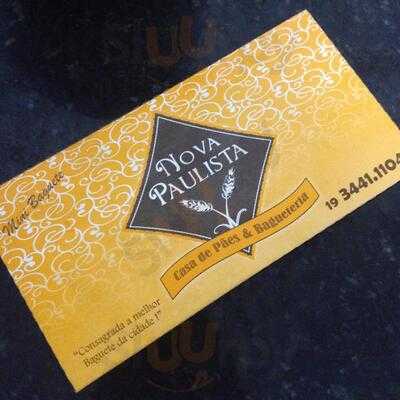 Mini Baguete
NOVA
PAULISTA
Casa de Pães & Bagueteria
19 3441.1104
"Consagrada a melhor
Baguete da cidade !"